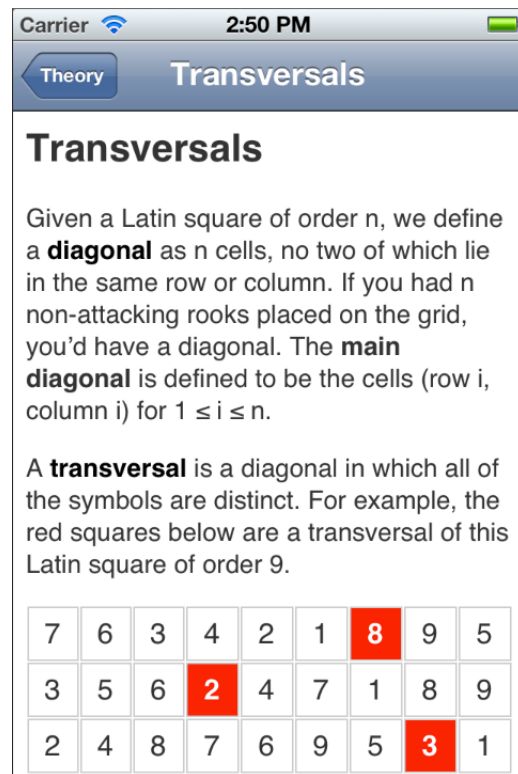 Carrier 2:50 PM
Theory Transversals
Transversals
Given a Latin square of order n, we define
a diagonal as n cells, no two of which lie
in the same row or column. If you had n
non-attacking rooks placed on the grid,
you'd have a diagonal. The main
diagonal is defined to be the cells (row i,
column i) for 1 ≤ i ≤ n.
A transversal is a diagonal in which all of
the symbols are distinct. For example, the
red squares below are a transversal of this
Latin square of order 9.
7 6 3 4 2 1 8 9 5
3 5 6 2 4 7 1 8 9
2 4 8 7 6 9 5 3 1